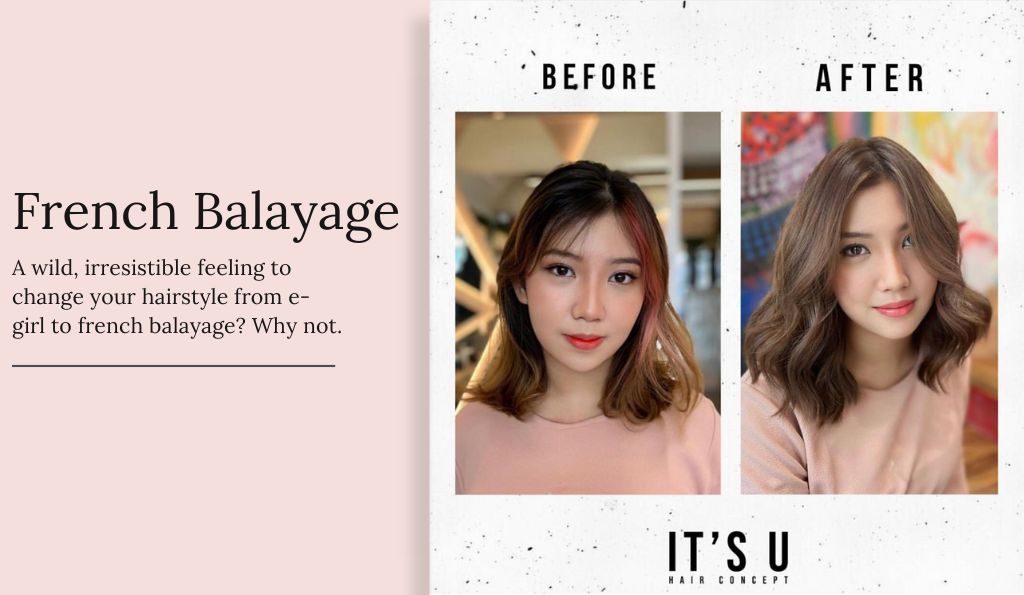 French Balayage
A wild, irresistible feeling to
change your hairstyle from e-
girl to french balayage? Why not.
BEFORE
AFTER
IT'S U
HAIR CONCEPT